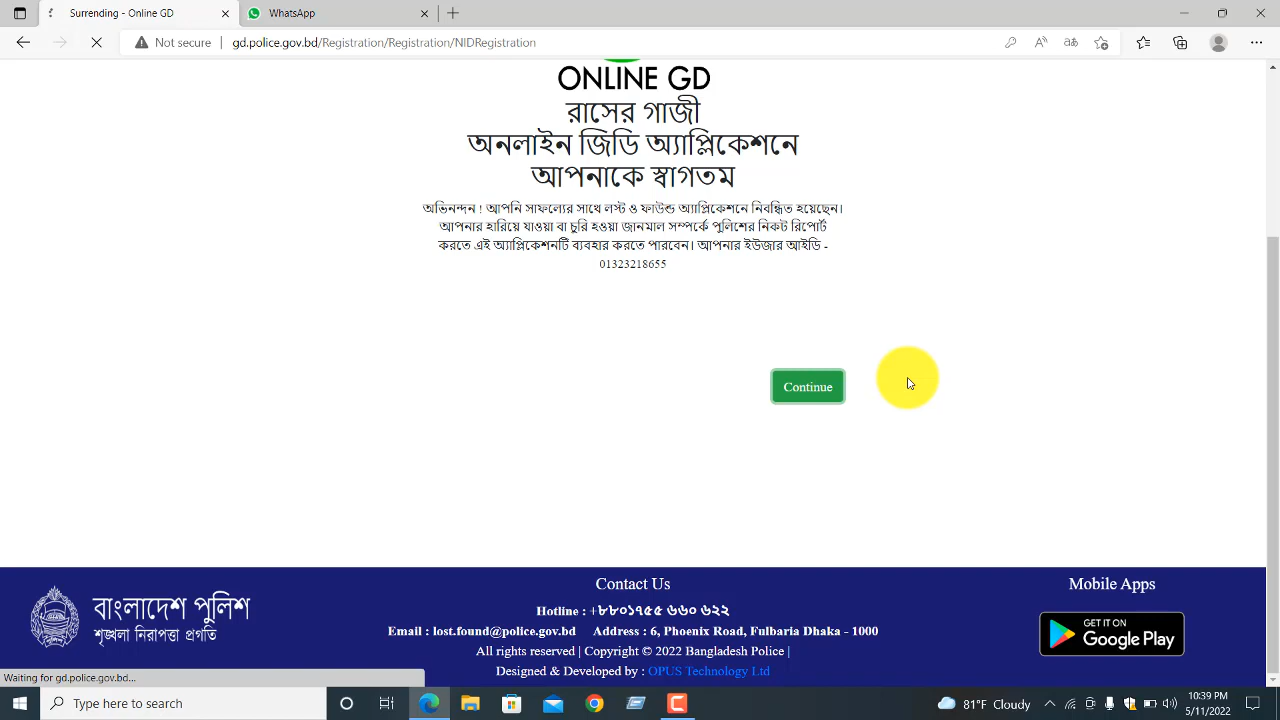 Surrending - Online GD
WhatsApp
Not secure
gd.police.gov.bd/Registration/Registration/NIDRegistration
ONLINE GD
রাসের গাজী
অনলাইন জিডি অ্যাপ্লিকেশনে
আপনাকে স্বাগতম
অভিনন্দন ! আপনি সাফল্যের সাথে লস্ট ও ফাউন্ড অ্যাপ্লিকেশনে নিবন্ধিত হয়েছেন।
আপনার হারিয়ে যাওয়া বা চুরি হওয়া জানমাল সম্পর্কে পুলিশের নিকট রিপোর্ট
করতে এই অ্যাপ্লিকেশনটি ব্যবহার করতে পারবেন। আপনার ইউজার আইডি -
01323218655
Continue
বাংলাদেশ পুলিশ
শৃঙ্খলা নিরাপত্তা প্রগতি
Contact Us
Hotline : +৮৮০১৭৫৫ ৬৬০ ৬২২
Email : lost.found@police.gov.bd Address : 6, Phoenix Road, Fulbaria Dhaka - 1000
All rights reserved | Copyright © 2022 Bangladesh Police |
Designed & Developed by : OPUS Technology Ltd
Mobile Apps
GET IT ON
Google Play
Waiting for gd.police.gov.bd...
Type here to search
81°F Cloudy
10:39 PM
5/11/2022